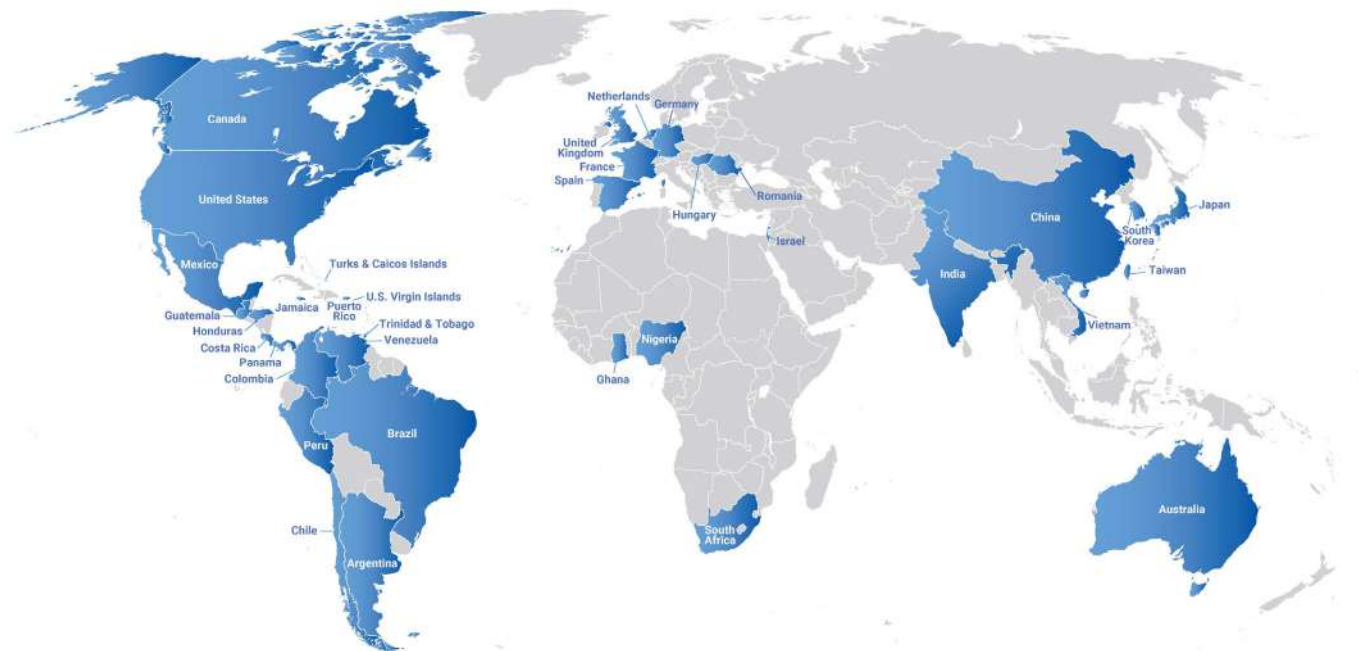 Canada
United States
Mexico
Turks & Caicos Islands
U.S. Virgin Islands
Jamaica
Puerto
Rico
Guatemala
Honduras
Trinidad & Tobago
Costa Rica
Venezuela
Panama
Colombia
Peru
Brazil
Chile
Argentina
Netherlands
Germany
United
Kingdom
France
Spain
Romania
Hungary
Israel
Nigeria
Ghana
South
Africa
China
Japan
South
Korea
Taiwan
India
Vietnam
Australia